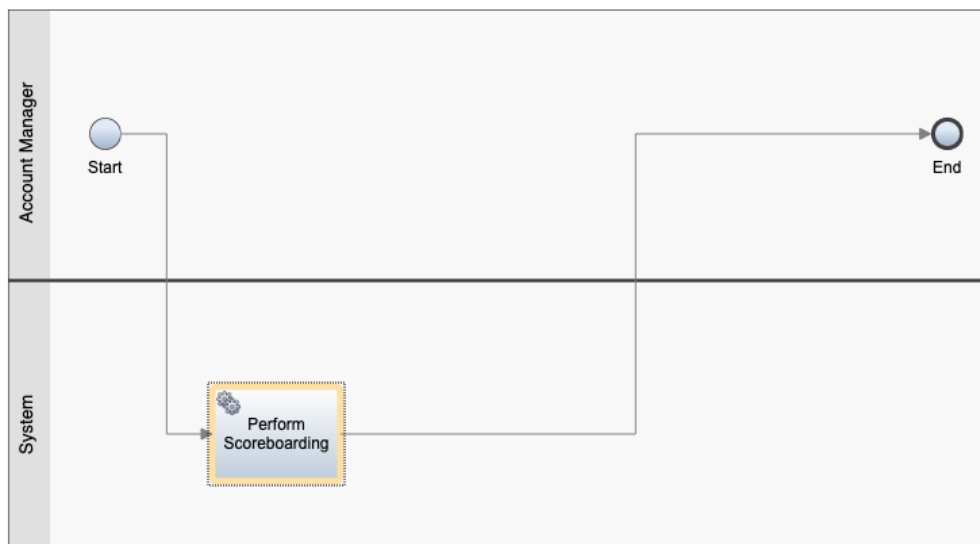 Account Manager
Start
End
System
Perform
Scoreboarding